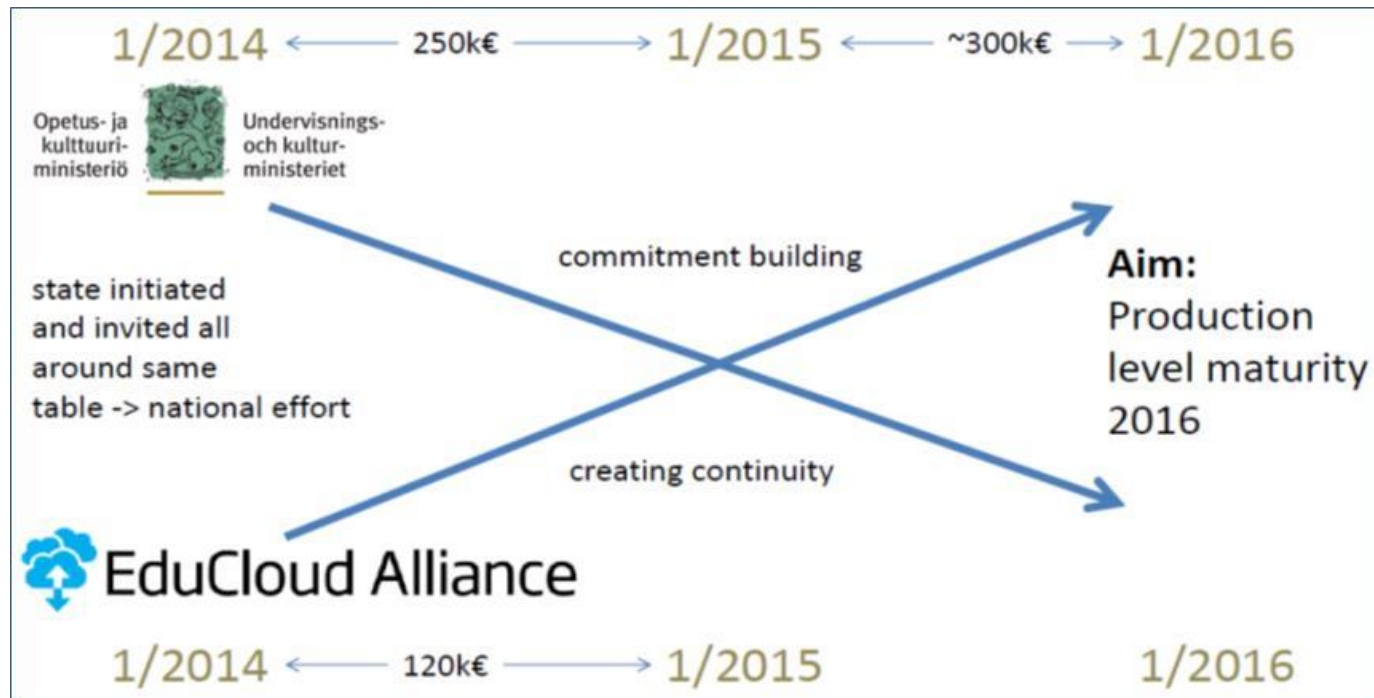 1/2014 250k€ 1/2015 ~300k€ 1/2016
Opetus- ja
kulttuuri-
ministeriö
Undervisnings-
och kultur-
ministeriet
commitment building
state initiated
and invited all
around same
table -> national effort
Aim:
Production
level maturity
2016
creating continuity
EduCloud Alliance
1/2014 120k€ 1/2015 1/2016